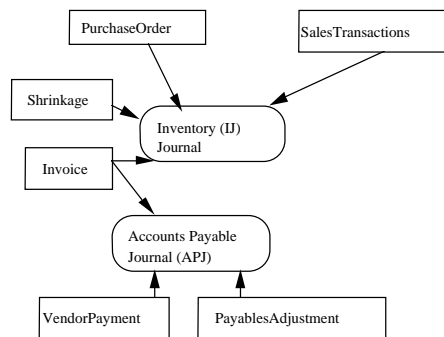 PurchaseOrder
SalesTransactions
Shrinkage
Inventory (IJ)
Journal
Invoice
Accounts Payable
Journal (APJ)
VendorPayment
PayablesAdjustment